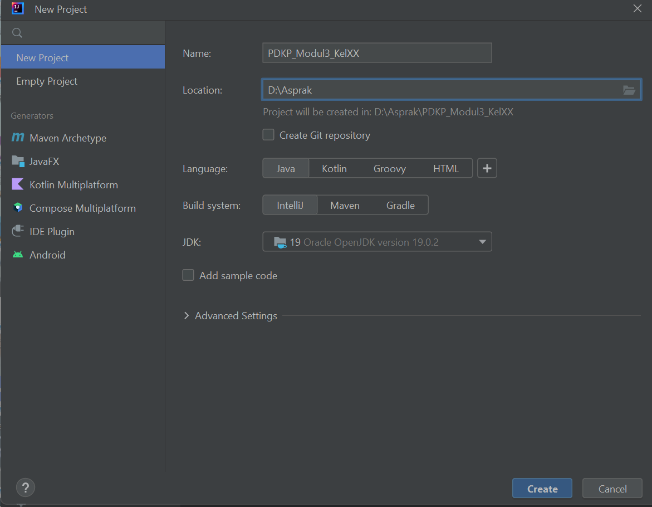 New Project
New Project
Empty Project
Generators
Maven Archetype
JavaFX
Kotlin Multiplatform
Compose Multiplatform
IDE Plugin
Android
Name: PDKP_Modul3_KelXX
Location: D:\Asprak
Project will be created in: D:\Asprak\PDKP_Modul3_KelXX
Create Git repository
Language: Java Kotlin Groovy HTML +
Build system: IntelliJ Maven Gradle
JDK: 19 Oracle OpenJDK version 19.0.2
Add sample code
Advanced Settings
? Create Cancel